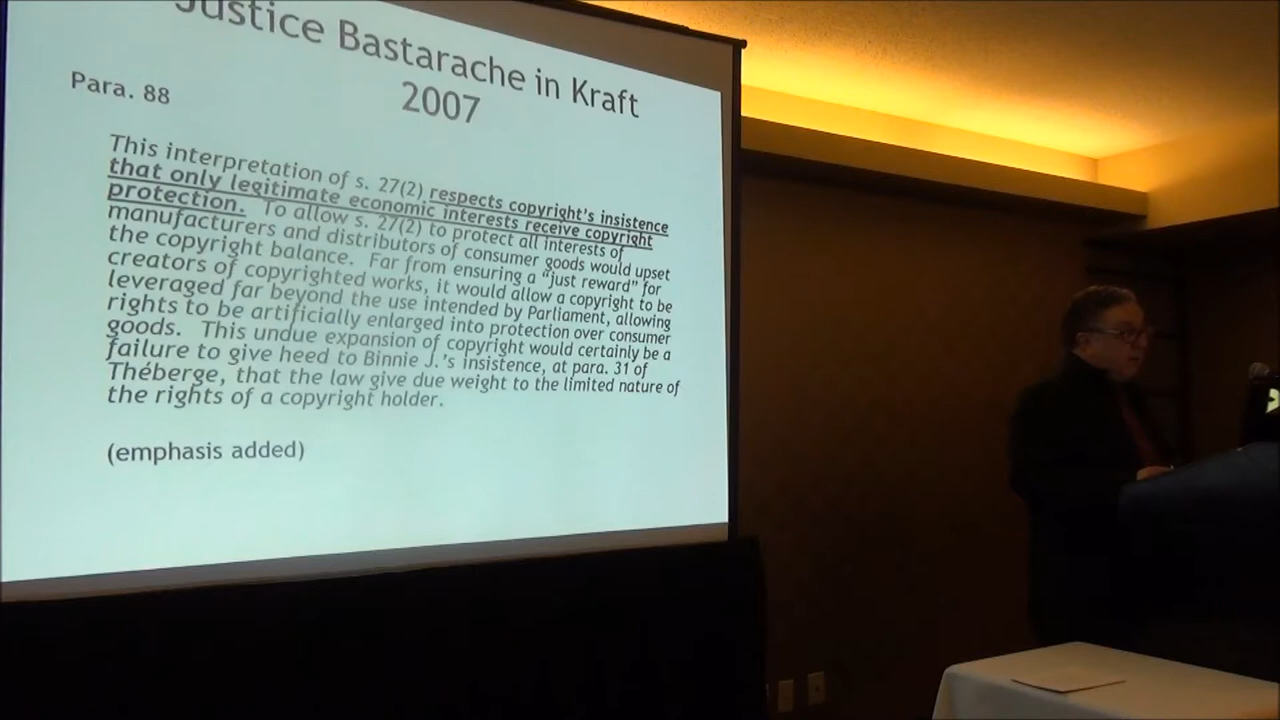 Justice Bastarache in Kraft
2007
Para. 88
This interpretation of s. 27(2) respects copyright's insistence
that only legitimate economic interests receive copyright
protection. To allow s. 27(2) to protect all interests of
manufacturers and distributors of consumer goods would upset
the copyright balance. Far from ensuring a "just reward" for
creators of copyrighted works, it would allow a copyright to be
leveraged far beyond the use intended by Parliament, allowing
rights to be artificially enlarged into protection over consumer
goods. This undue expansion of copyright would certainly be a
failure to give heed to Binnie J.'s insistence, at para. 31 of
Théberge, that the law give due weight to the limited nature of
the rights of a copyright holder.
(emphasis added)